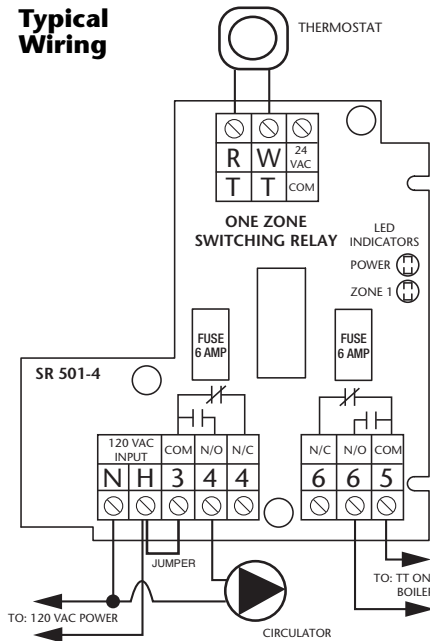 Typical
Wiring
THERMOSTAT
R W 24 VAC
T T COM
ONE ZONE
SWITCHING RELAY
LED
INDICATORS
POWER
ZONE 1
FUSE
6 AMP
FUSE
6 AMP
SR 501-4
120 VAC
INPUT
COM N/O N/C
N H 3 4 4
N/C N/O COM
6 6 5
JUMPER
TO: TT ON
BOILER
TO: 120 VAC POWER
CIRCULATOR